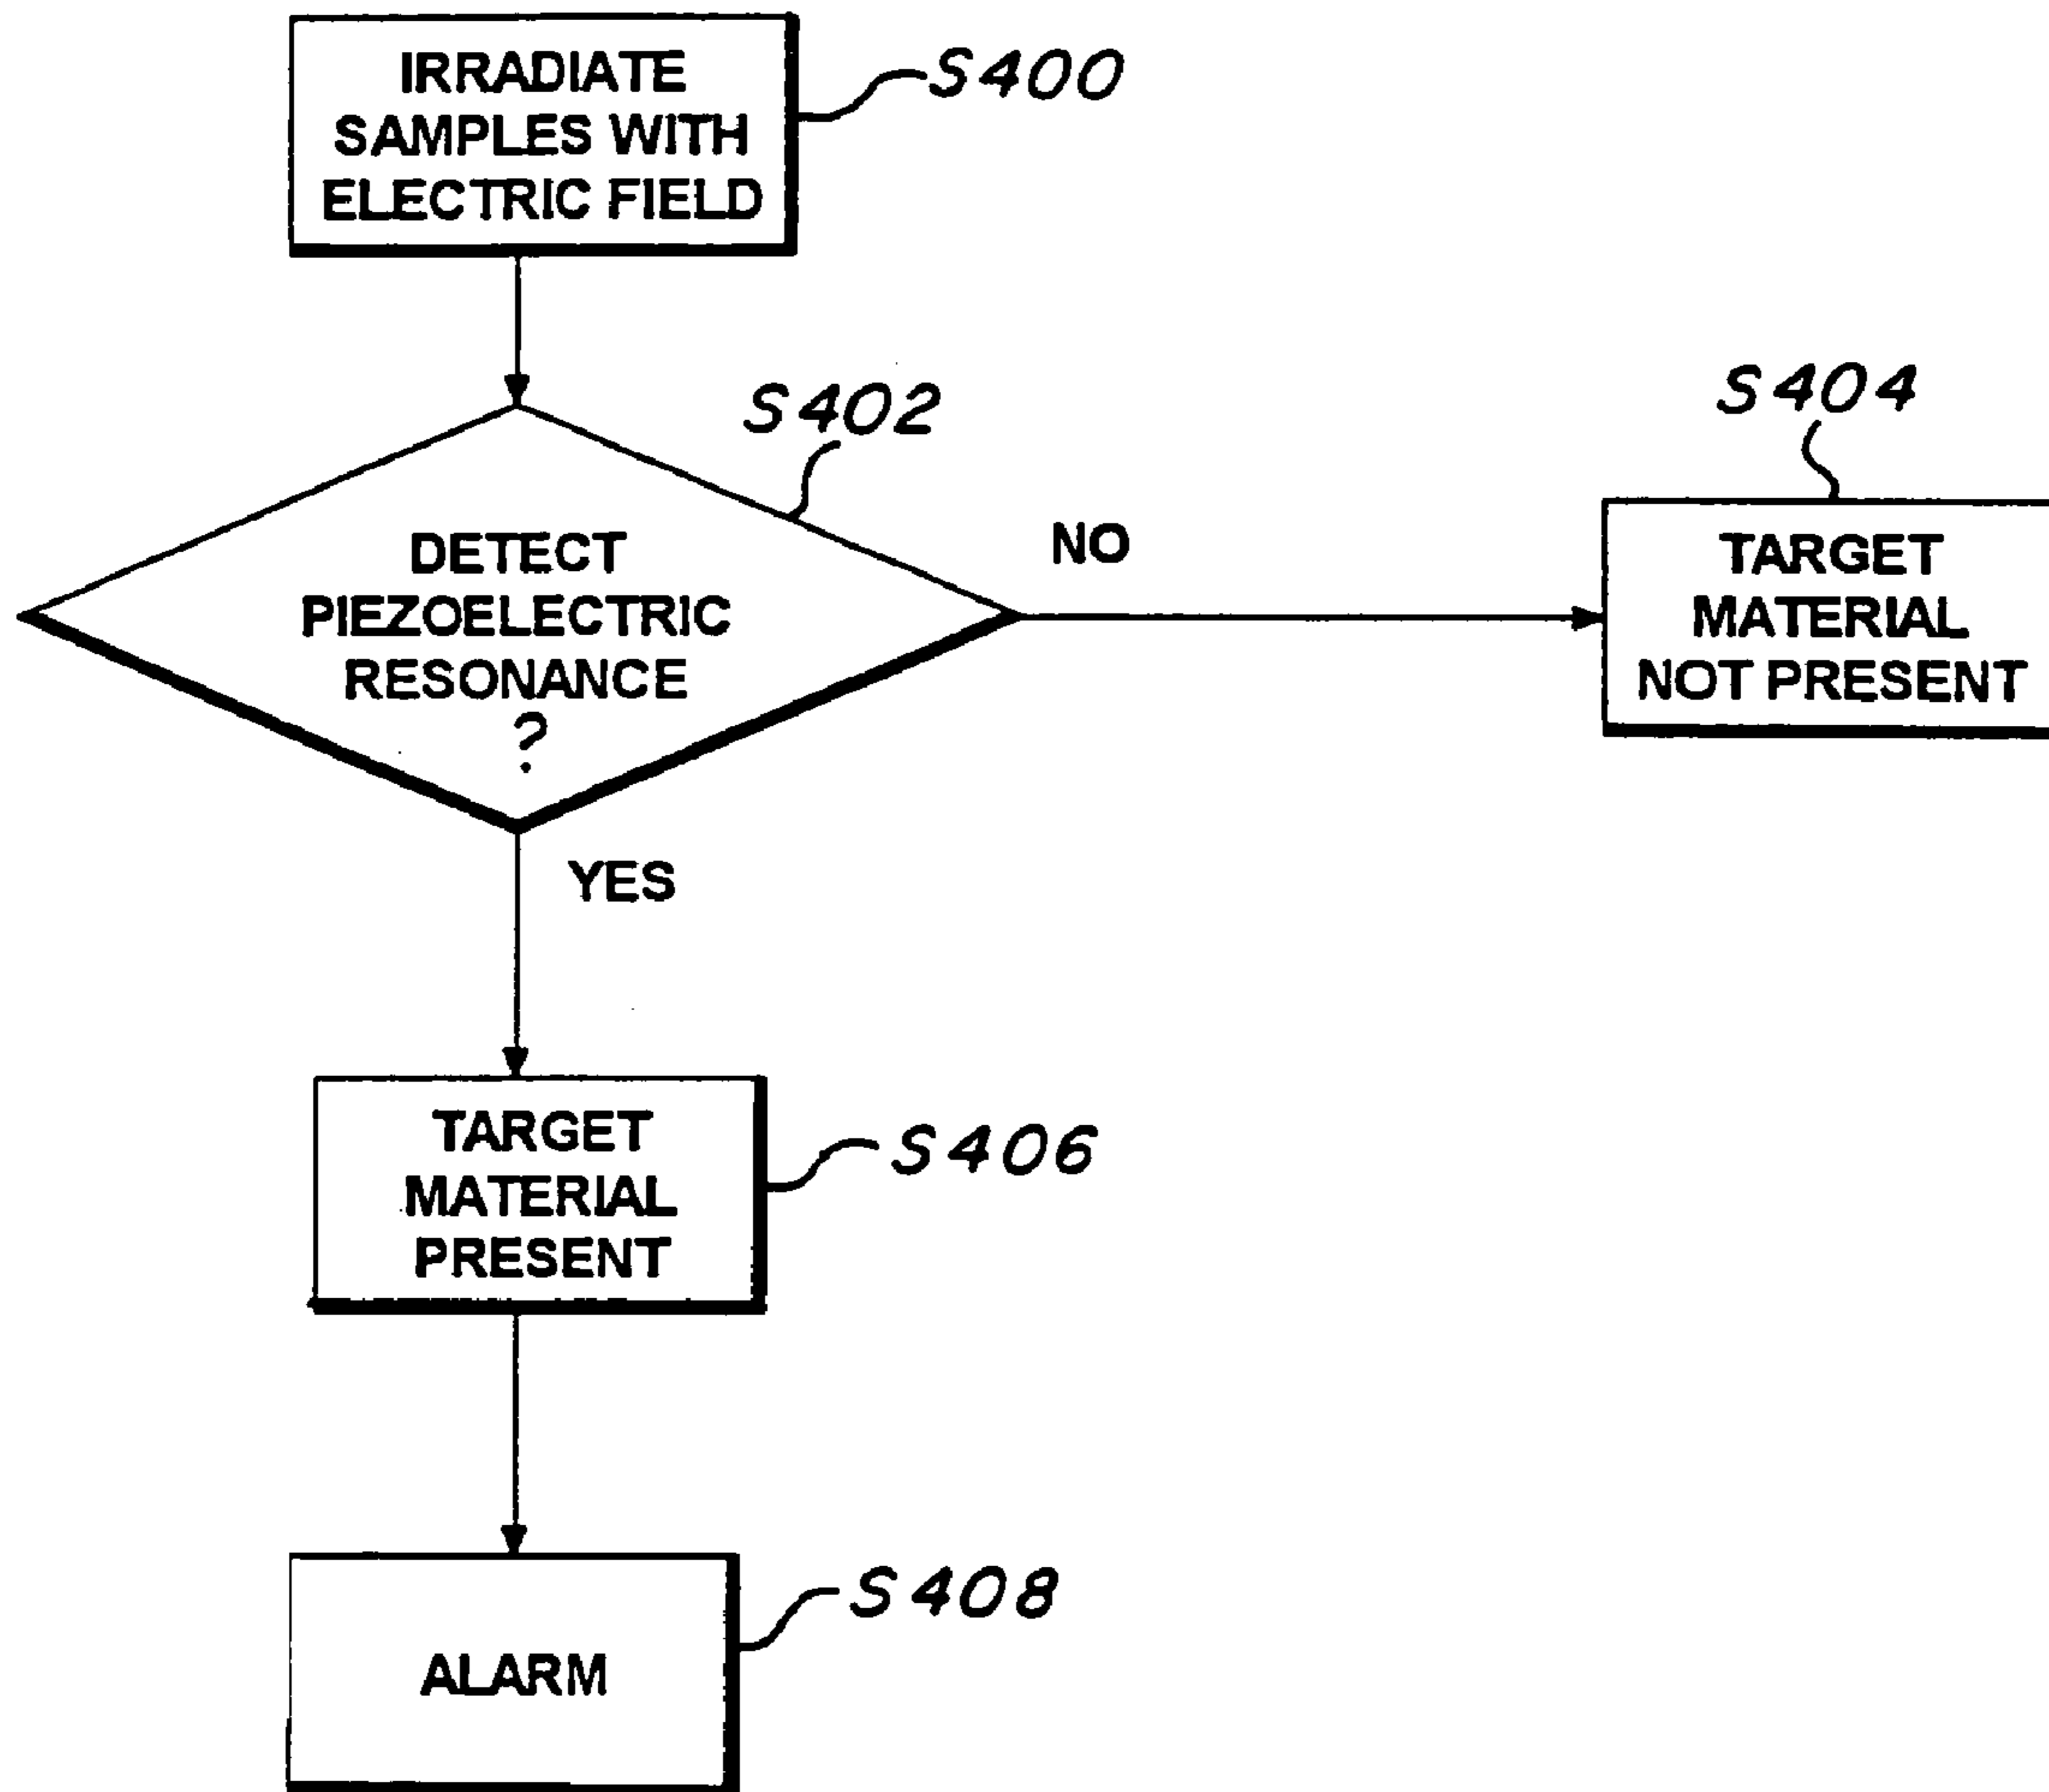 IRRADIATE
SAMPLES WITH
ELECTRIC FIELD
S400
S402
DETECT
PIEZOELECTRIC
RESONANCE
?
NO
S404
TARGET
MATERIAL
NOT PRESENT
YES
TARGET
MATERIAL
PRESENT
S406
ALARM
S408